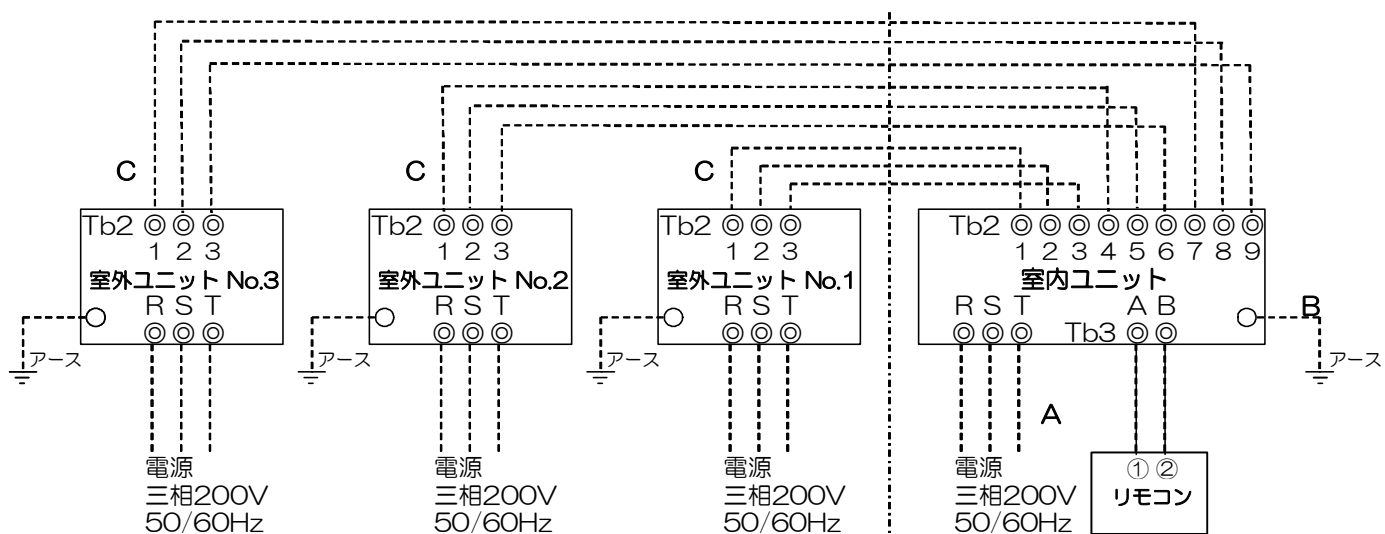 C
Tb2
1 2 3
室外ユニット No.3
R S T
アース
電源
三相200V
50/60Hz
C
Tb2
1 2 3
室外ユニット No.2
R S T
アース
電源
三相200V
50/60Hz
C
Tb2
1 2 3
室外ユニット No.1
R S T
アース
電源
三相200V
50/60Hz
Tb2
1 2 3 4 5 6 7 8 9
室内ユニット
R S T
A B
Tb3
B
アース
A
電源
三相200V
50/60Hz
① ②
リモコン